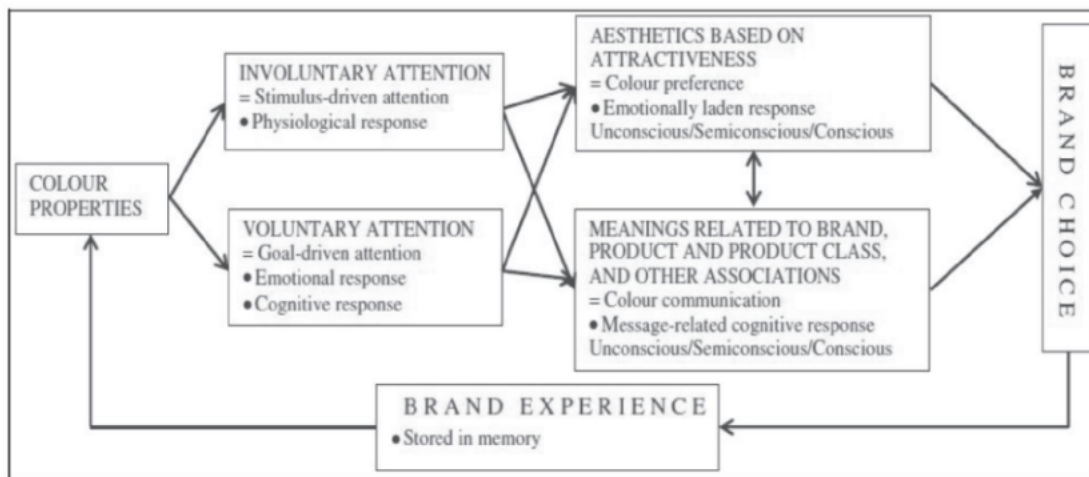 COLOUR
PROPERTIES
INVOLUNTARY ATTENTION
= Stimulus-driven attention
●Physiological response
VOLUNTARY ATTENTION
= Goal-driven attention
●Emotional response
●Cognitive response
AESTHETICS BASED ON
ATTRACTIVENESS
= Colour preference
●Emotionally laden response
Unconscious/Semiconscious/Conscious
MEANINGS RELATED TO BRAND,
PRODUCT AND PRODUCT CLASS,
AND OTHER ASSOCIATIONS
= Colour communication
●Message-related cognitive response
Unconscious/Semiconscious/Conscious
BRAND CHOICE
BRAND EXPERIENCE
●Stored in memory